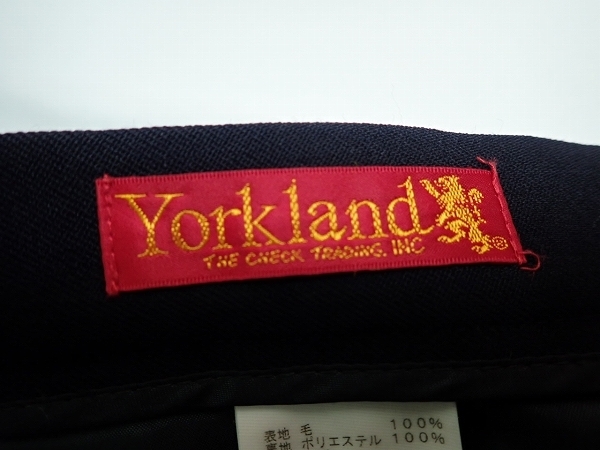 Yorkland
THE CHECK TRADING. INC
®
表地 毛 100%
裏地 ポリエステル 100%